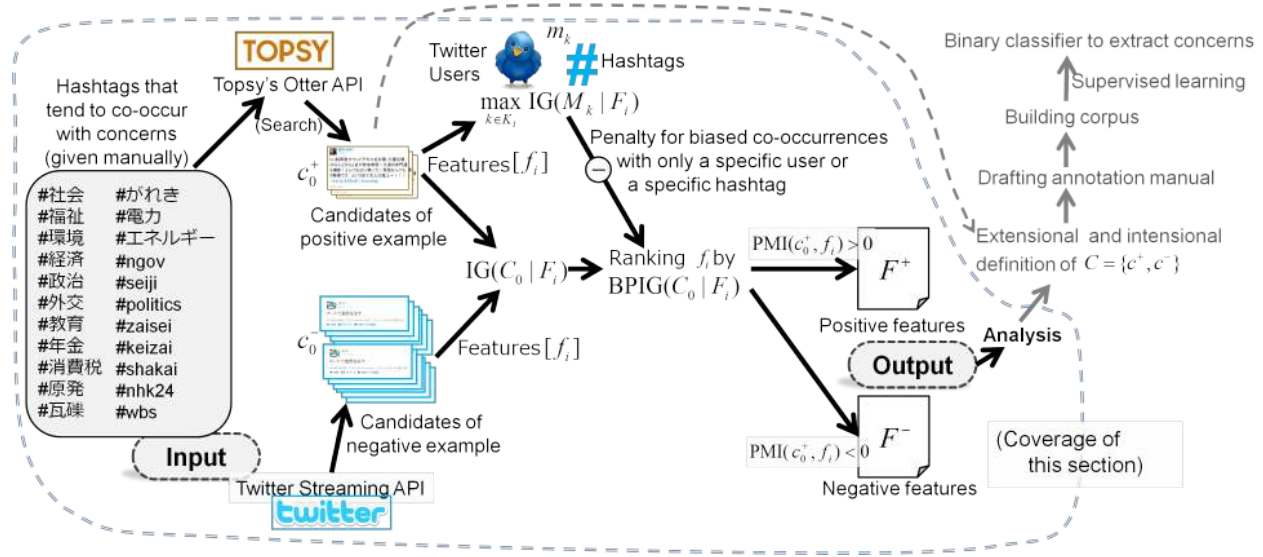 Hashtags that
tend to co-occur
with concerns
(given manually)
#社会 #がれき
#福祉 #電力
#環境 #エネルギー
#経済 #ngov
#政治 #seiji
#外交 #politics
#教育 #zaisei
#年金 #keizai
#消費税 #shakai
#原発 #nhk24
#瓦礫 #wbs
Input
TOPSY
Topsy's Otter API
(Search)
c₀⁺
Candidates of
positive example
c₀⁻
Candidates of
negative example
Twitter Streaming API
twitter
Twitter
Users
m_k
# Hashtags
max IG(M_k | F_i)
k∈K_i
Features [f_i]
Penalty for biased co-occurrences
with only a specific user or
a specific hashtag
−
IG(C₀ | F_i)
Features [f_i]
Ranking f_i by
BPIG(C₀ | F_i)
PMI(c₀⁺, f_i) > 0
F⁺
Positive features
Output
PMI(c₀⁺, f_i) < 0
F⁻
Negative features
Analysis
Extensional and intensional
definition of C = {c⁺, c⁻}
Drafting annotation manual
Building corpus
Supervised learning
Binary classifier to extract concerns
(Coverage of
this section)